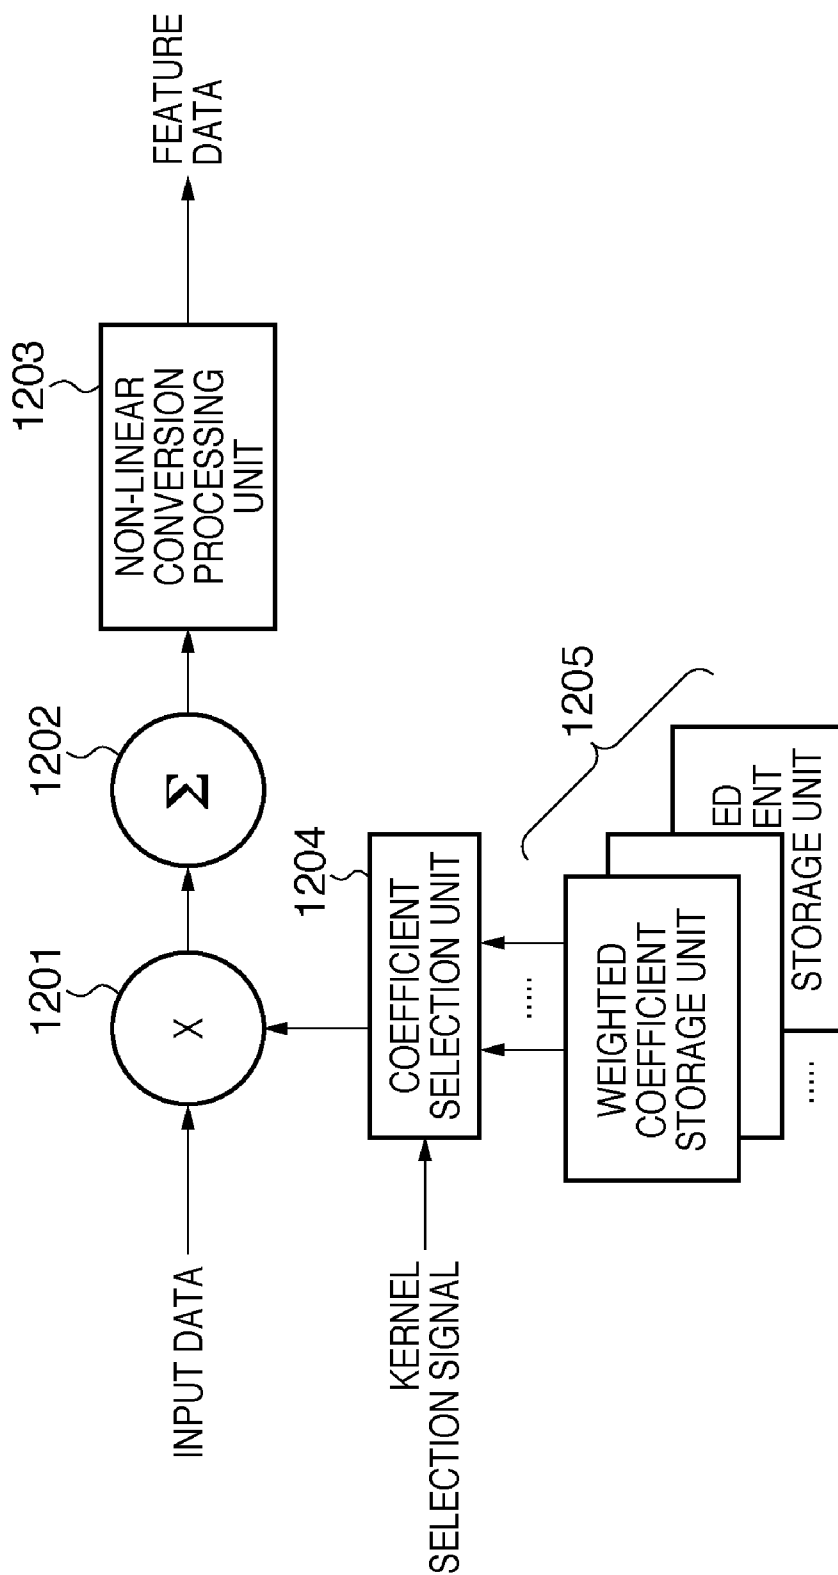 INPUT DATA
1201
X
1202
Σ
1203
NON-LINEAR
CONVERSION
PROCESSING
UNIT
FEATURE
DATA
KERNEL
SELECTION SIGNAL
1204
COEFFICIENT
SELECTION UNIT
.....
1205
WEIGHTED
COEFFICIENT
STORAGE UNIT
ED
ENT
STORAGE UNIT
.....